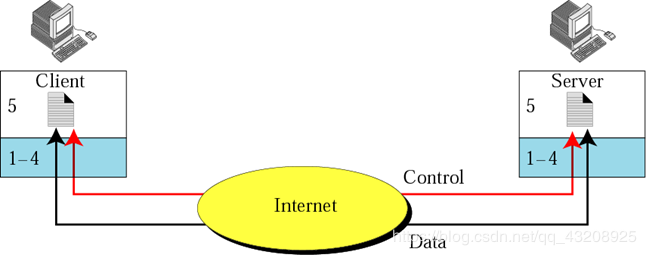 Client
Server
5
5
1–4
1–4
Control
Internet
Data
https://blog.csdn.net/qq_43208925